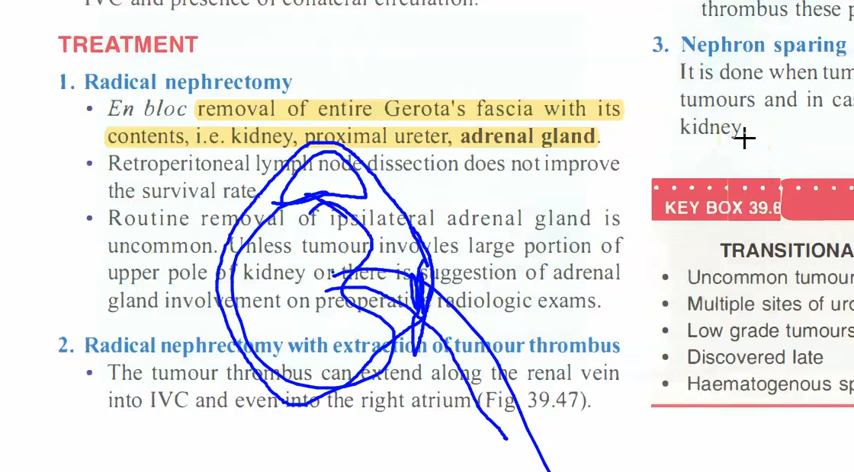 IVC and presence of collateral circulation.
TREATMENT
1. Radical nephrectomy
• En bloc removal of entire Gerota's fascia with its
contents, i.e. kidney, proximal ureter, adrenal gland.
• Retroperitoneal lymph node dissection does not improve
the survival rate.
• Routine removal of ipsilateral adrenal gland is
uncommon. Unless tumour involves large portion of
upper pole of kidney or there is suggestion of adrenal
gland involvement on preoperative radiologic exams.
2. Radical nephrectomy with extraction of tumour thrombus
• The tumour thrombus can extend along the renal vein
into IVC and even into the right atrium (Fig. 39.47).
thrombus these p
3. Nephron sparing
It is done when tum
tumours and in ca
kidney.
KEY BOX 39.8
TRANSITIONA
• Uncommon tumou
• Multiple sites of uro
• Low grade tumours
• Discovered late
• Haematogenous sp